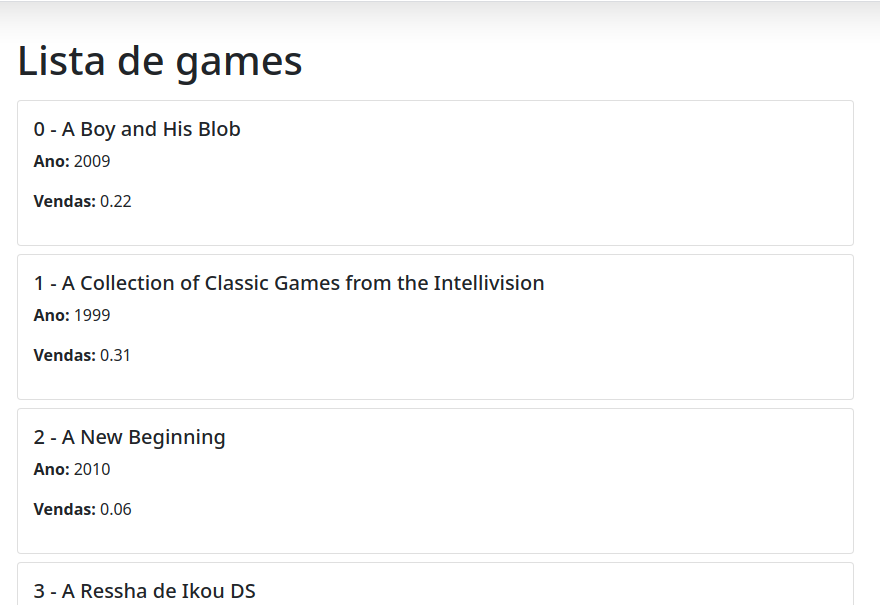 Lista de games
0 - A Boy and His Blob
Ano: 2009
Vendas: 0.22
1 - A Collection of Classic Games from the Intellivision
Ano: 1999
Vendas: 0.31
2 - A New Beginning
Ano: 2010
Vendas: 0.06
3 - A Ressha de Ikou DS